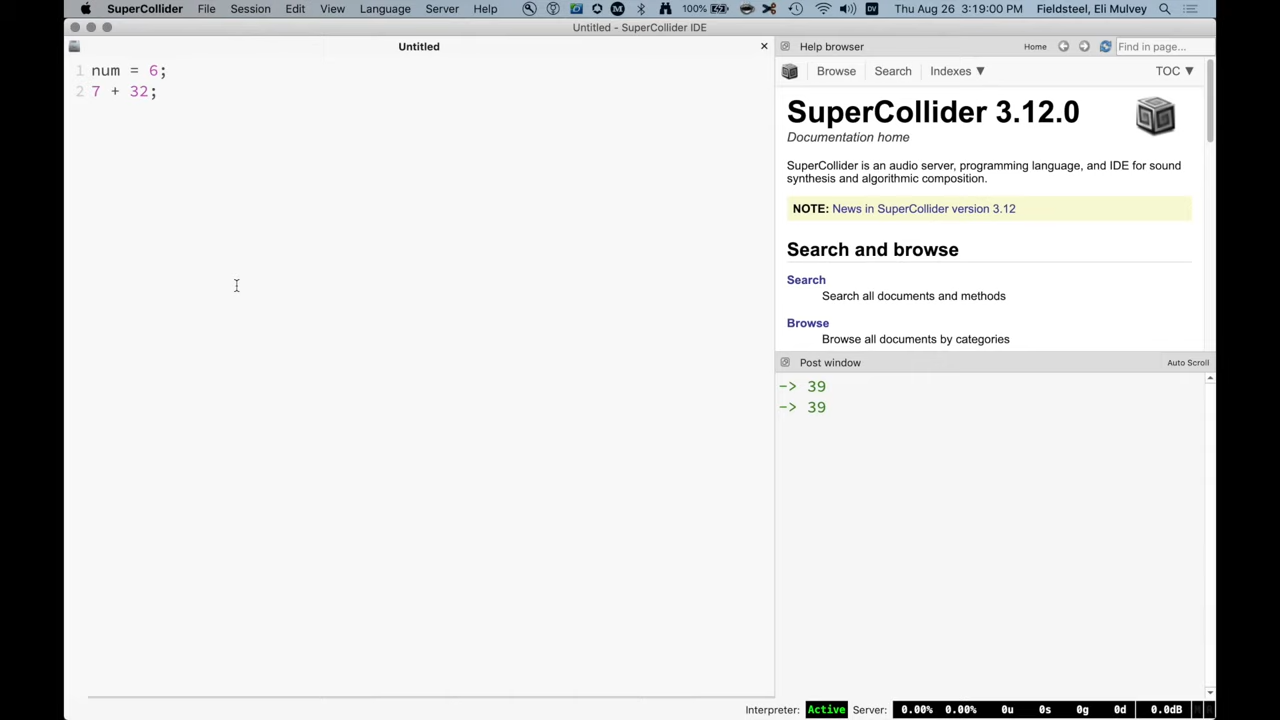 SuperCollider File Session Edit View Language Server Help 100% DV Thu Aug 26 3:19:00 PM Fieldsteel, Eli Mulvey
Untitled - SuperCollider IDE
Untitled
1 num = 6;
2 7 + 32;
Help browser Home Find in page...
Browse Search Indexes ▼ TOC ▼
SuperCollider 3.12.0
Documentation home
SuperCollider is an audio server, programming language, and IDE for sound
synthesis and algorithmic composition.
NOTE: News in SuperCollider version 3.12
Search and browse
Search
Search all documents and methods
Browse
Browse all documents by categories
Post window Auto Scroll
-> 39
-> 39
Interpreter: Active Server: 0.00% 0.00% 0u 0s 0g 0d 0.0dB M R